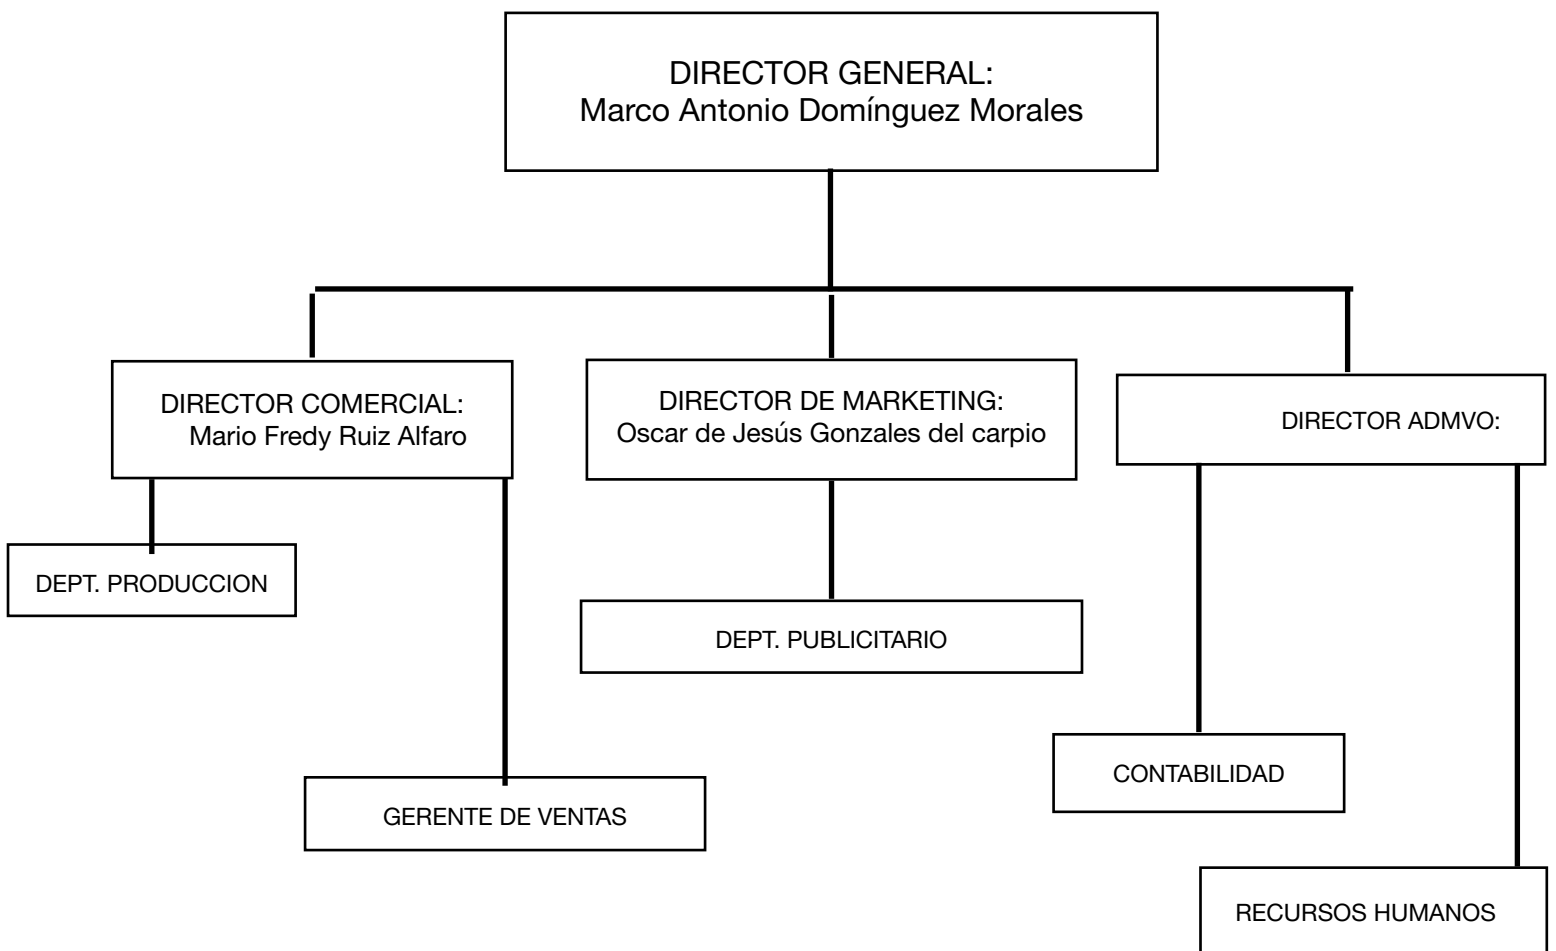 DIRECTOR GENERAL:
Marco Antonio Domínguez Morales
DIRECTOR COMERCIAL:
Mario Fredy Ruiz Alfaro
DIRECTOR DE MARKETING:
Oscar de Jesús Gonzales del carpio
DIRECTOR ADMVO:
DEPT. PRODUCCION
DEPT. PUBLICITARIO
CONTABILIDAD
GERENTE DE VENTAS
RECURSOS HUMANOS